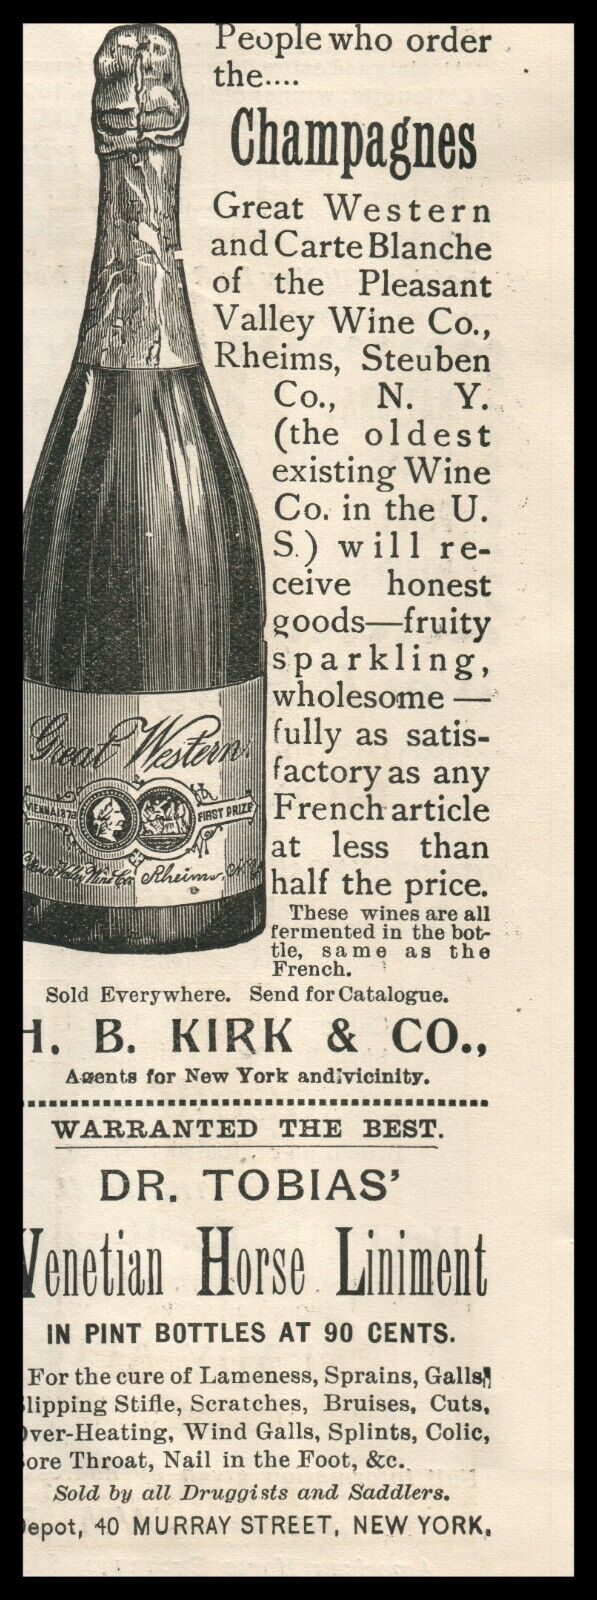 People who order
the....
Champagnes
Great Western
and Carte Blanche
of the Pleasant
Valley Wine Co.,
Rheims, Steuben
Co., N. Y.
(the oldest
existing Wine
Co. in the U.
S.) will re-
ceive honest
goods—fruity
sparkling,
wholesome —
fully as satis-
factory as any
French article
at less than
half the price.
These wines are all
fermented in the bot-
tle, same as the
French.
Great Western.
FIRST PRIZE
Valley Wine Co. Rheims, N.Y.
Sold Everywhere. Send for Catalogue.
H. B. KIRK & CO.,
Agents for New York and vicinity.
WARRANTED THE BEST.
DR. TOBIAS'
Venetian Horse Liniment
IN PINT BOTTLES AT 90 CENTS.
For the cure of Lameness, Sprains, Galls,
lipping Stifle, Scratches, Bruises, Cuts,
Over-Heating, Wind Galls, Splints, Colic,
ore Throat, Nail in the Foot, &c.
Sold by all Druggists and Saddlers.
epot, 40 MURRAY STREET, NEW YORK.